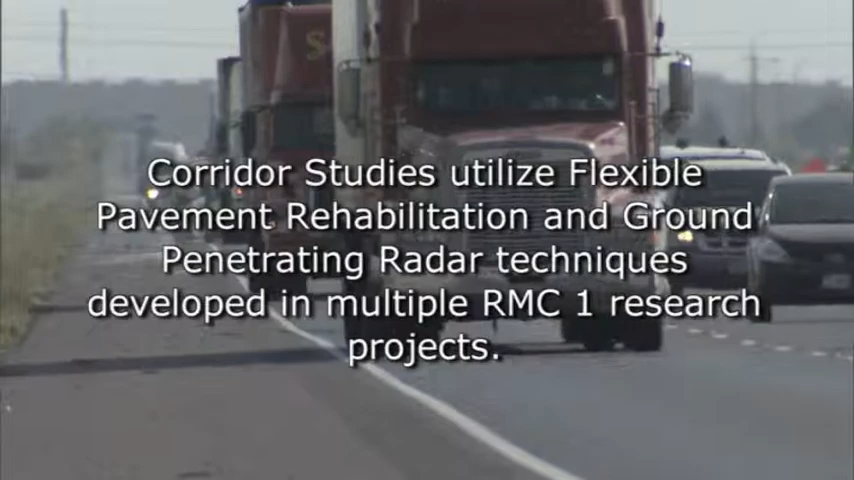 Corridor Studies utilize Flexible
Pavement Rehabilitation and Ground
Penetrating Radar techniques
developed in multiple RMC 1 research
projects.